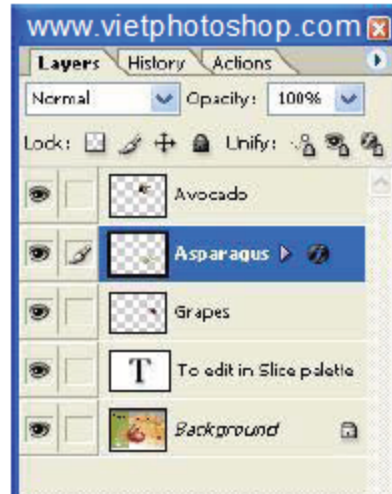 www.vietphotoshop.com
Layers History Actions
Normal Opacity: 100%
Lock: Unify:
Avocado
Asparagus
Grapes
T To edit in Slice palette
Background